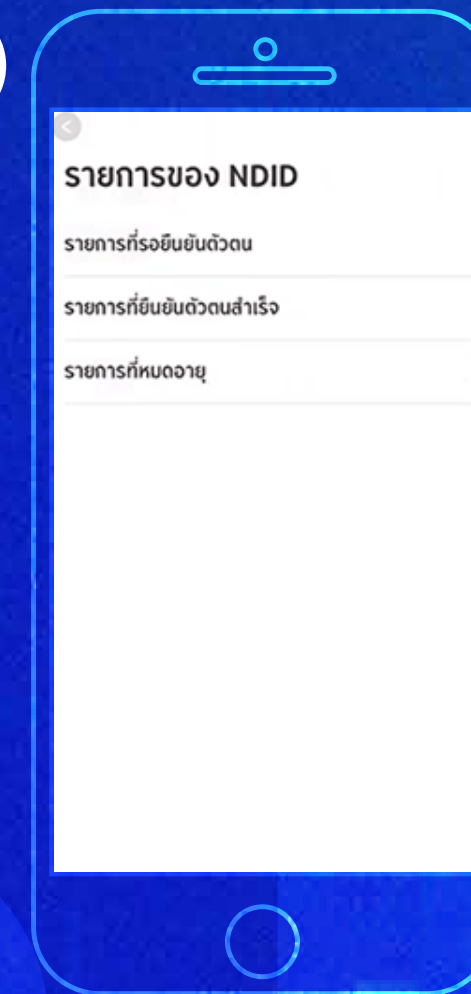 รายการของ NDID
รายการที่รอยืนยันตัวตน
รายการที่ยืนยันตัวตนสำเร็จ
รายการที่หมดอายุ